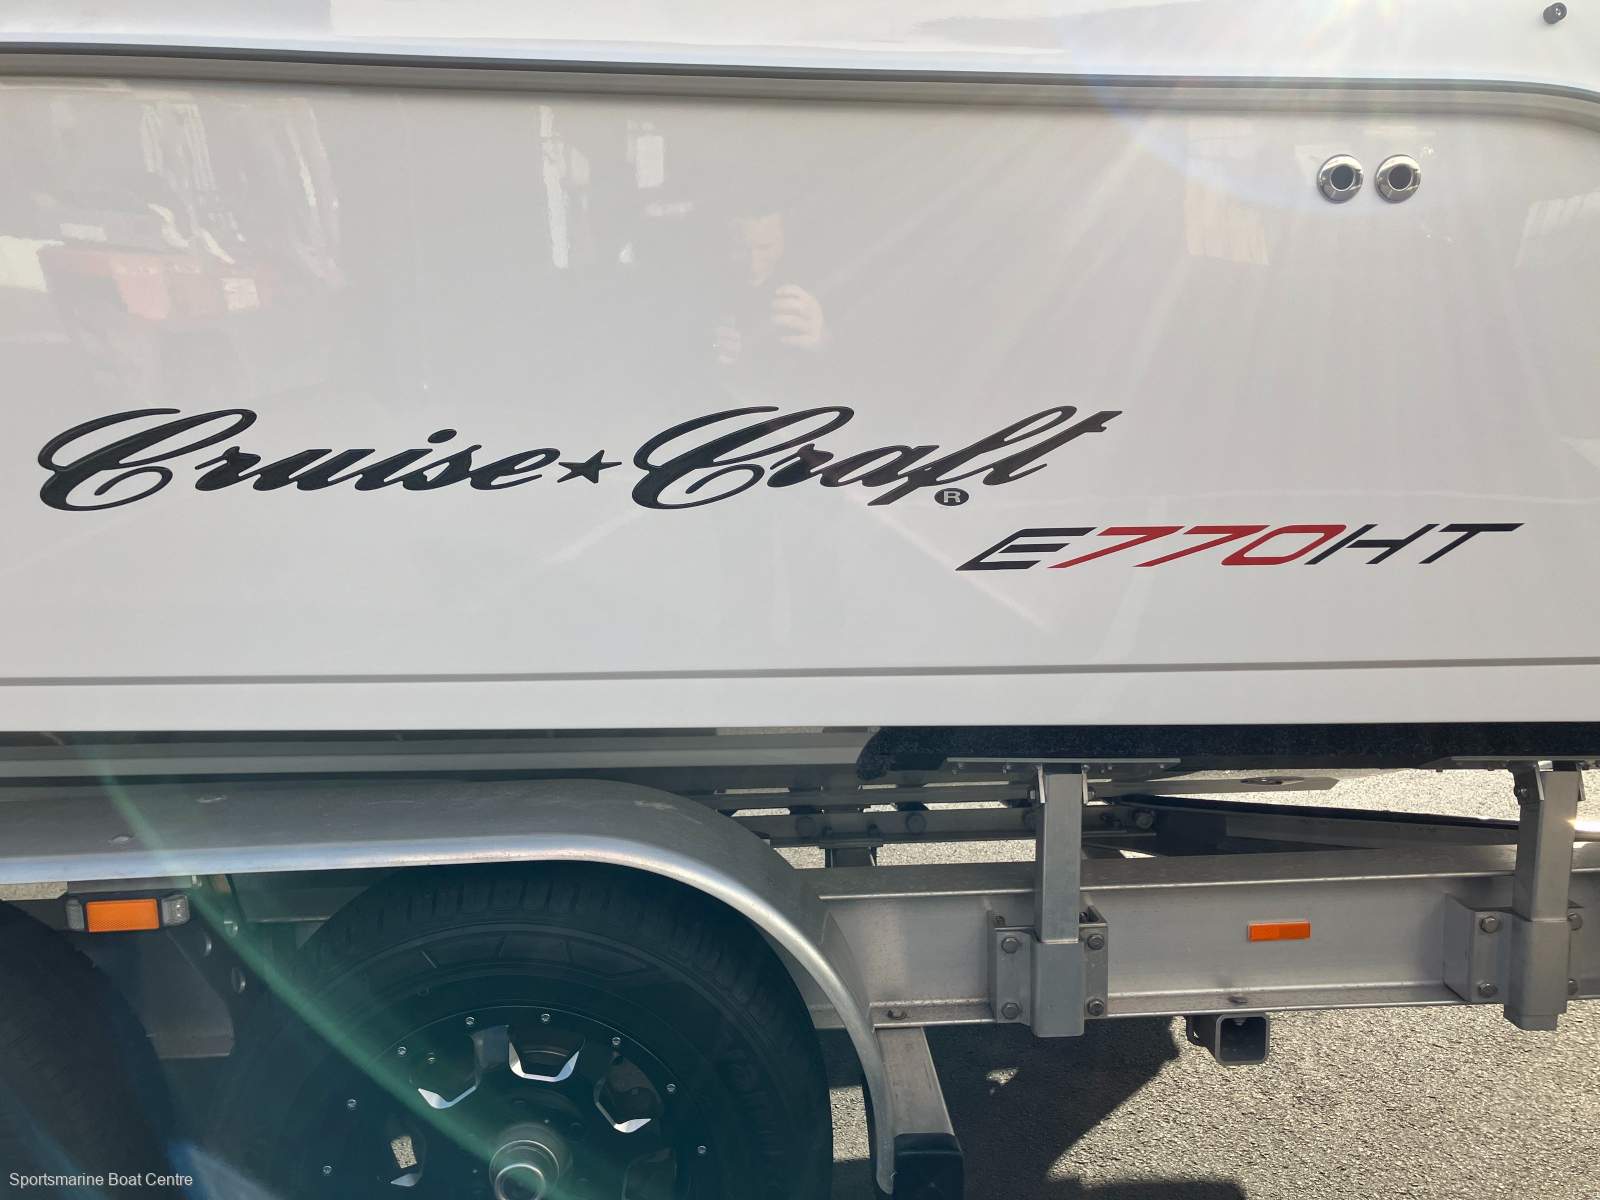 Cruise★Craft®
E770HT
Sportsmarine Boat Centre